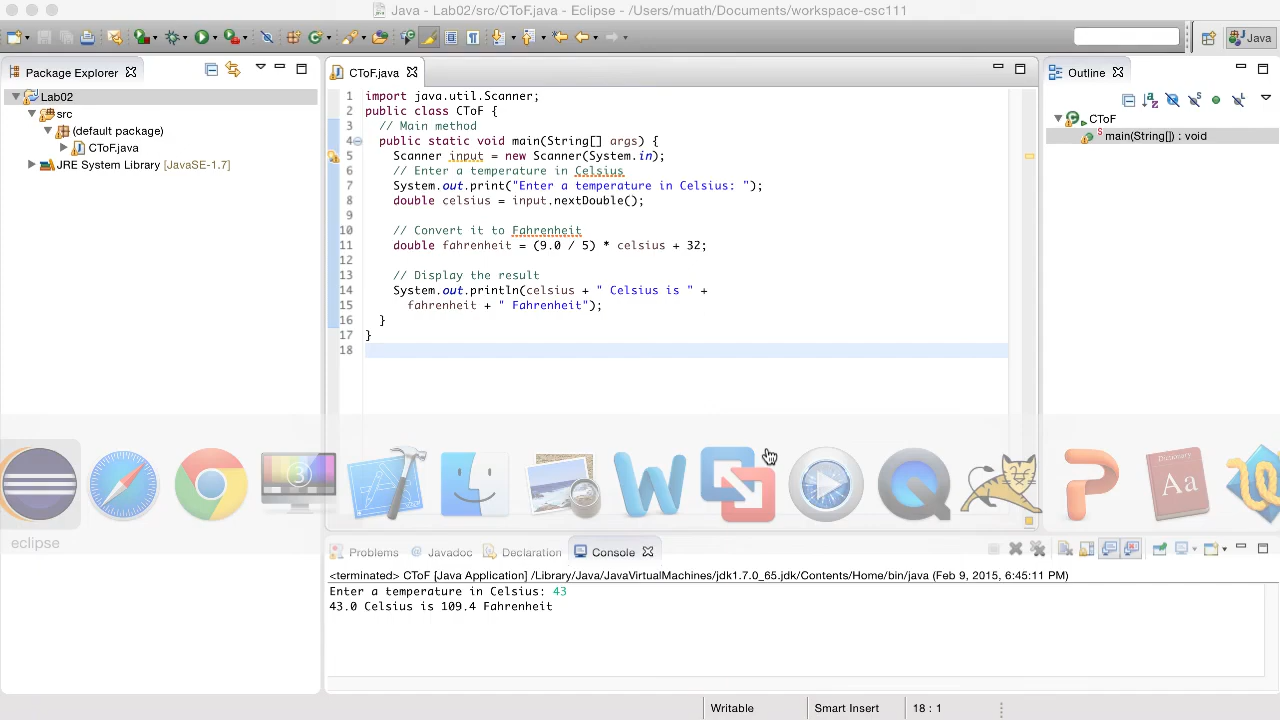 Java - Lab02/src/CToF.java - Eclipse - /Users/muath/Documents/workspace-csc111
Java
Package Explorer
CToF.java
Outline
Lab02
src
(default package)
CToF.java
JRE System Library [JavaSE-1.7]
1 import java.util.Scanner;
2 public class CToF {
3 // Main method
4 public static void main(String[] args) {
5 Scanner input = new Scanner(System.in);
6 // Enter a temperature in Celsius
7 System.out.print("Enter a temperature in Celsius: ");
8 double celsius = input.nextDouble();
9
10 // Convert it to Fahrenheit
11 double fahrenheit = (9.0 / 5) * celsius + 32;
12
13 // Display the result
14 System.out.println(celsius + " Celsius is " +
15 fahrenheit + " Fahrenheit");
16 }
17 }
18
CToF
main(String[]) : void
3
Dictionary
Aa
eclipse
Problems
Javadoc
Declaration
Console
<terminated> CToF [Java Application] /Library/Java/JavaVirtualMachines/jdk1.7.0_65.jdk/Contents/Home/bin/java (Feb 9, 2015, 6:45:11 PM)
Enter a temperature in Celsius: 43
43.0 Celsius is 109.4 Fahrenheit
Writable
Smart Insert
18 : 1